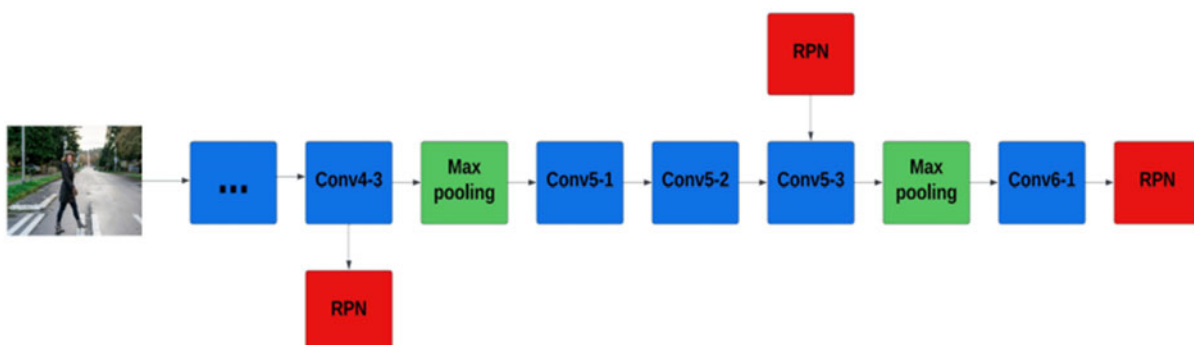 RPN
...
Conv4-3
Max
pooling
Conv5-1
Conv5-2
Conv5-3
Max
pooling
Conv6-1
RPN
RPN